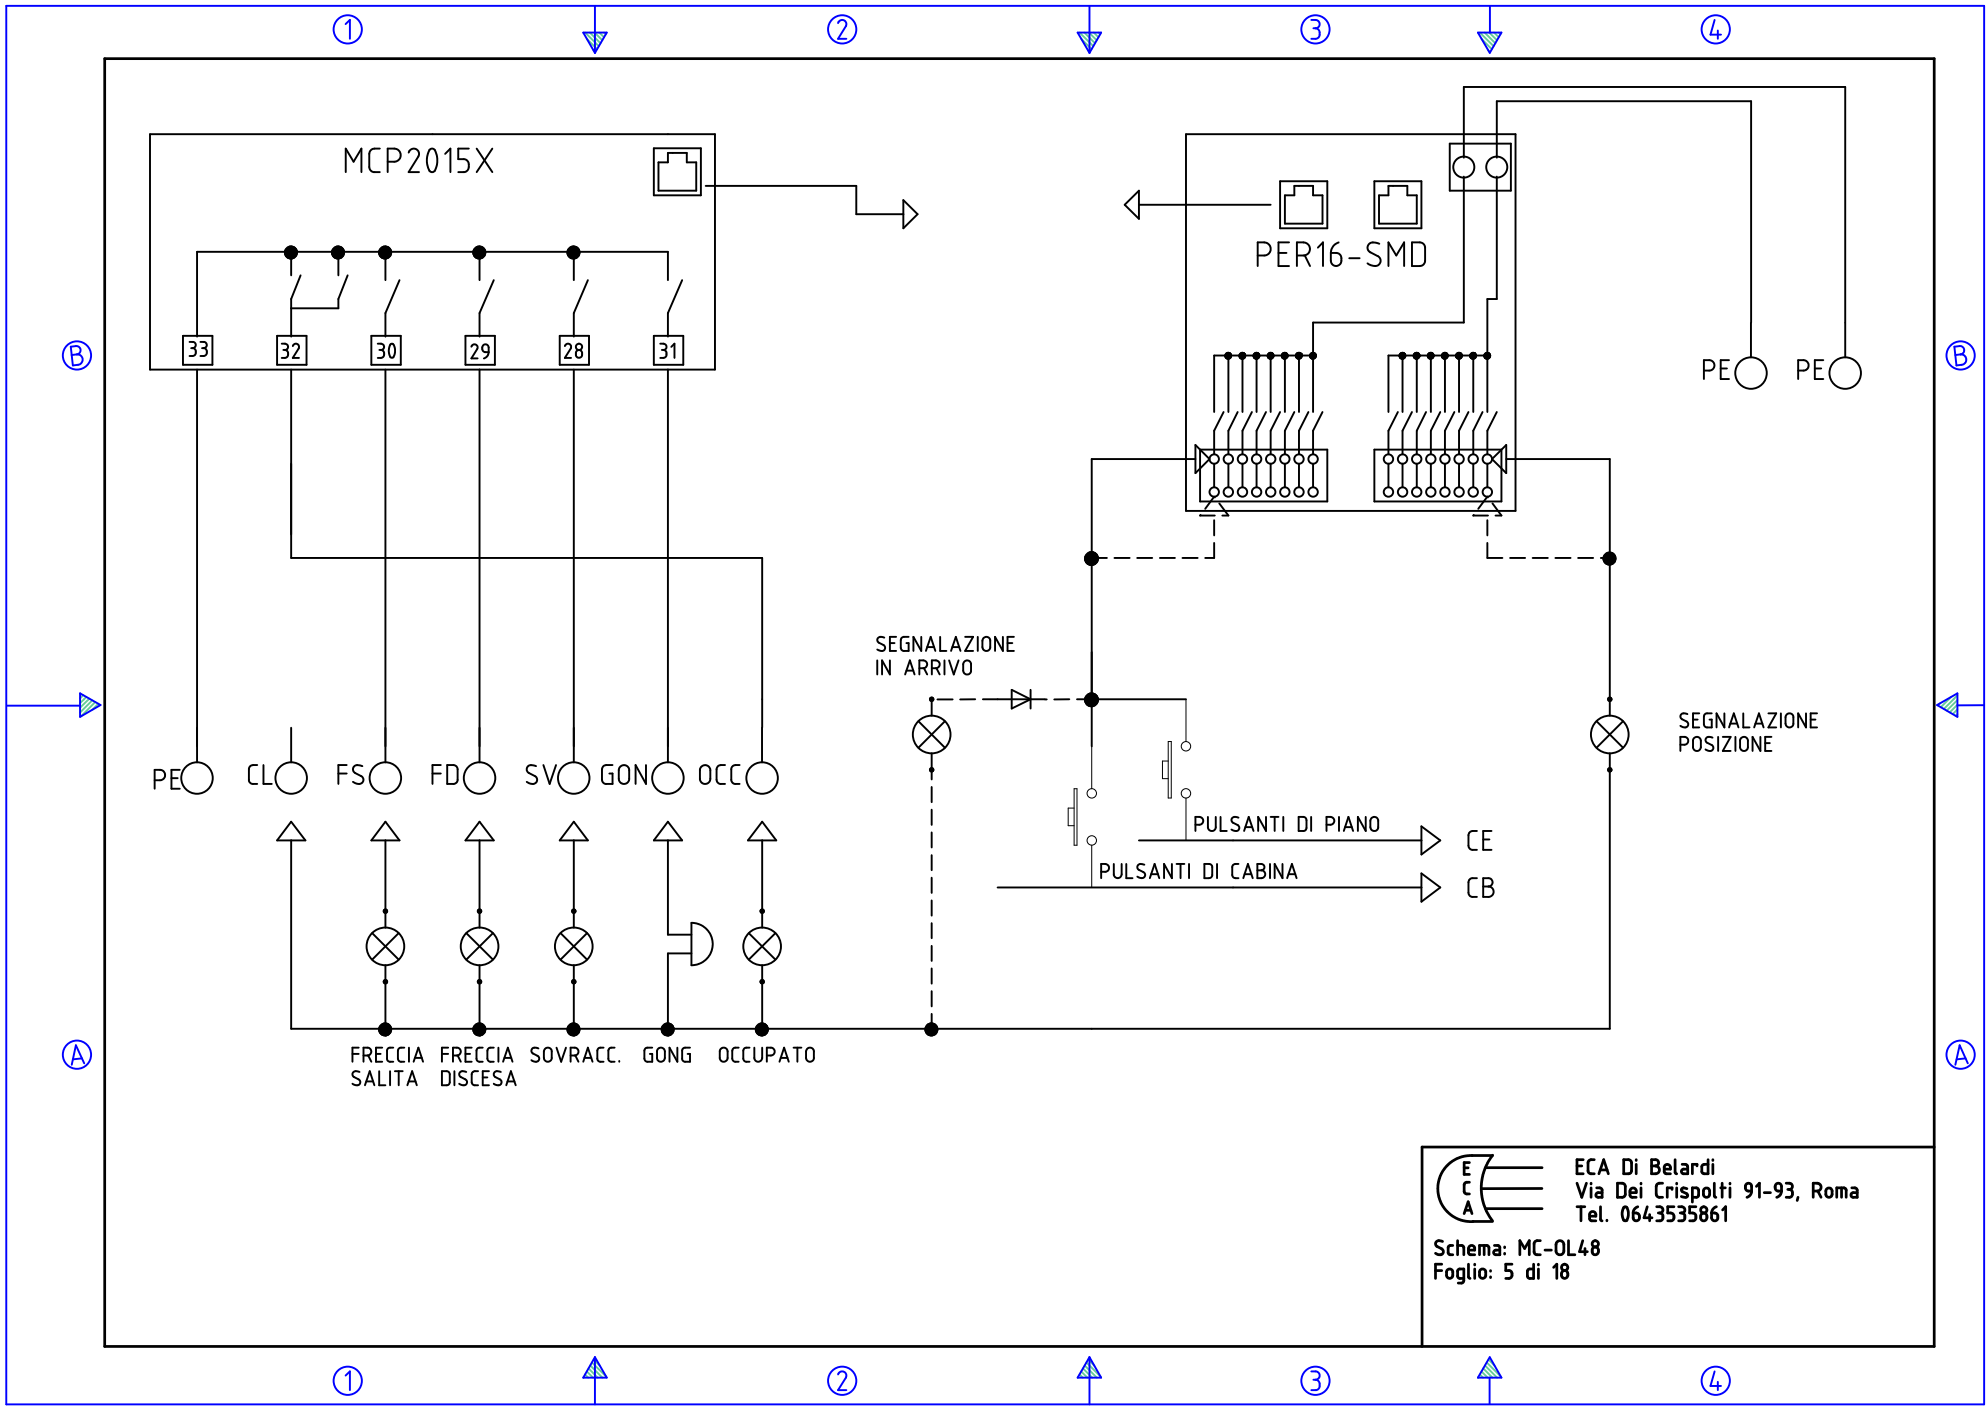 1 2 3 4
MCP2015X
PER16-SMD
33 32 30 29 28 31
B B
PE PE
SEGNALAZIONE
IN ARRIVO
SEGNALAZIONE
POSIZIONE
PE CL FS FD SV GON OCC
PULSANTI DI PIANO
CE
PULSANTI DI CABINA
CB
FRECCIA
SALITA
FRECCIA
DISCESA
SOVRACC.
GONG
OCCUPATO
A A
E
C
A
ECA Di Belardi
Via Dei Crispolti 91-93, Roma
Tel. 0643535861
Schema: MC-OL48
Foglio: 5 di 18
1 2 3 4